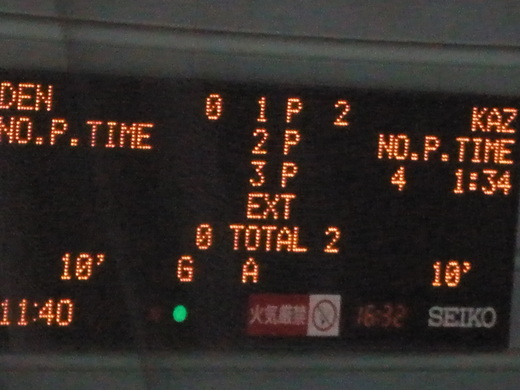 DEN 0 1 P 2 KAZ
NO.P.TIME 2 P NO.P.TIME
3 P 4 1:34
EXT
0 TOTAL 2
10' G A 10'
11:40 火気厳禁 16:32 SEIKO